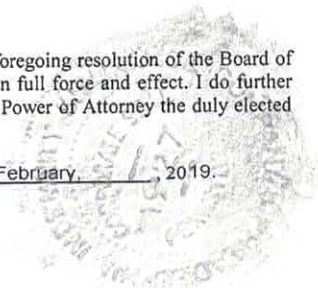 oregoing resolution of the Board of
n full force and effect. I do further
Power of Attorney the duly elected
February, , 2019.